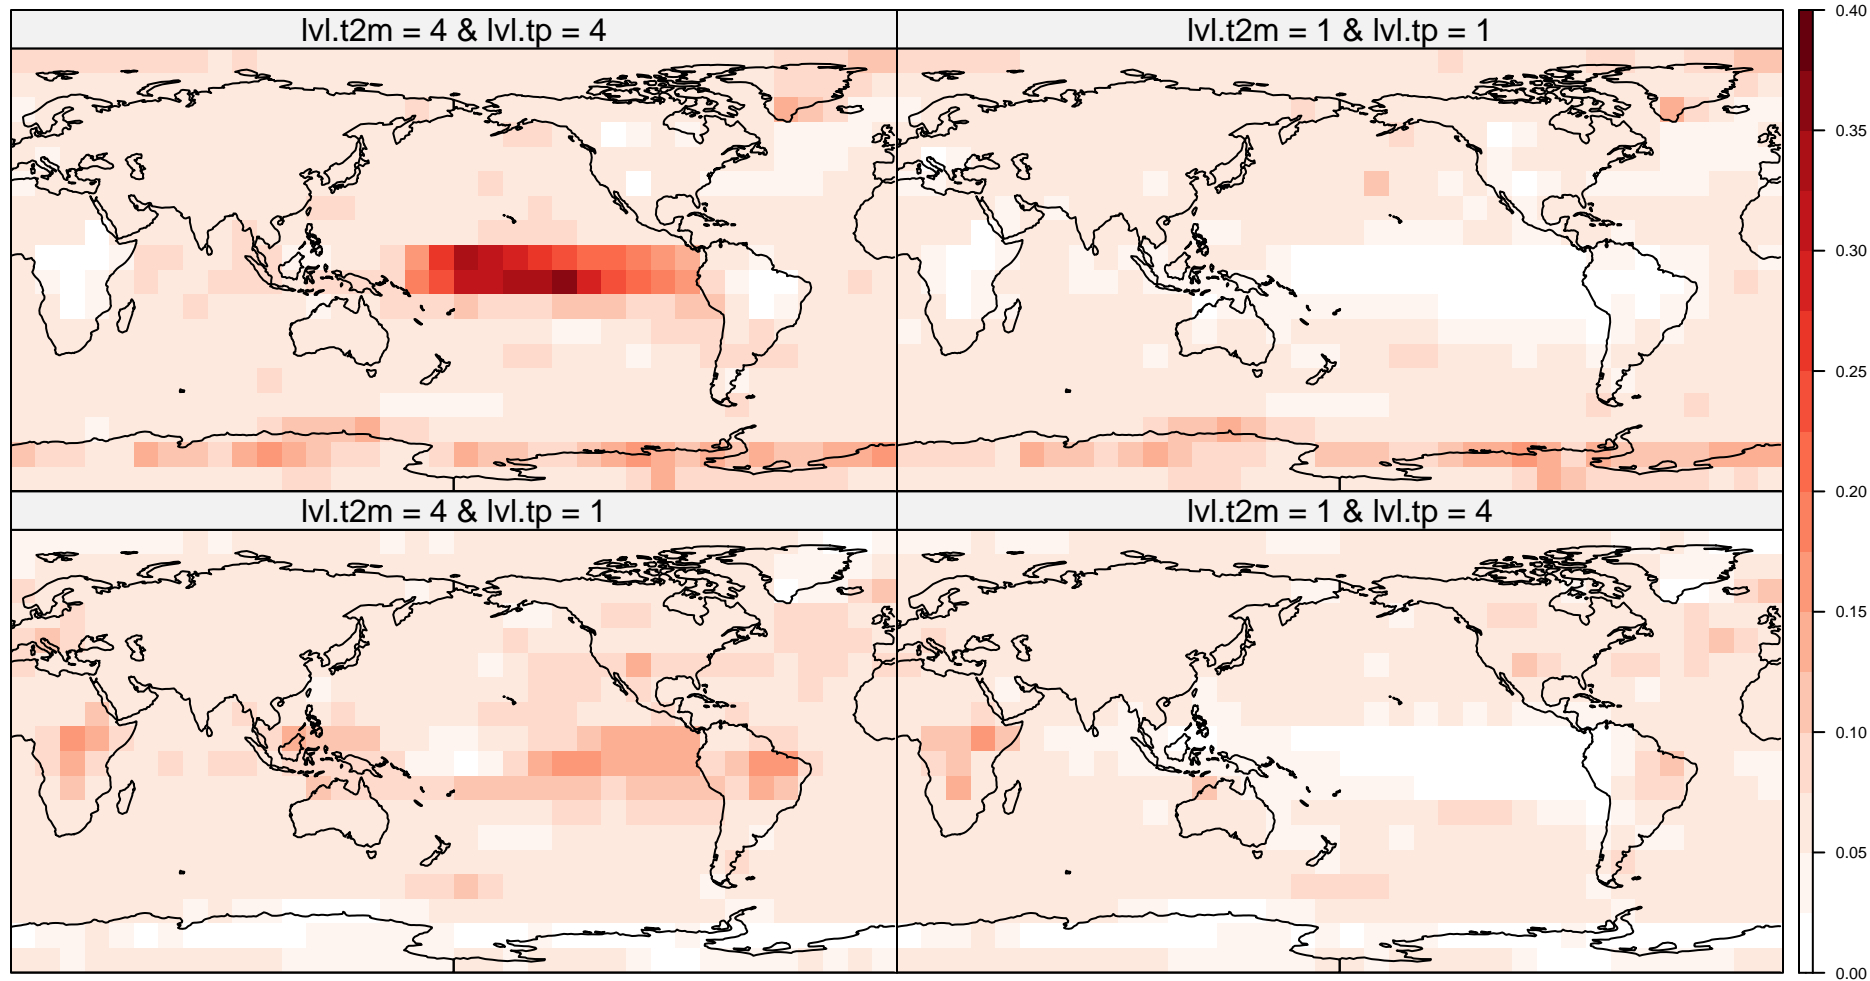 lvl.t2m = 4 & lvl.tp = 4
lvl.t2m = 1 & lvl.tp = 1
lvl.t2m = 4 & lvl.tp = 1
lvl.t2m = 1 & lvl.tp = 4
0.40
0.35
0.30
0.25
0.20
0.15
0.10
0.05
0.00